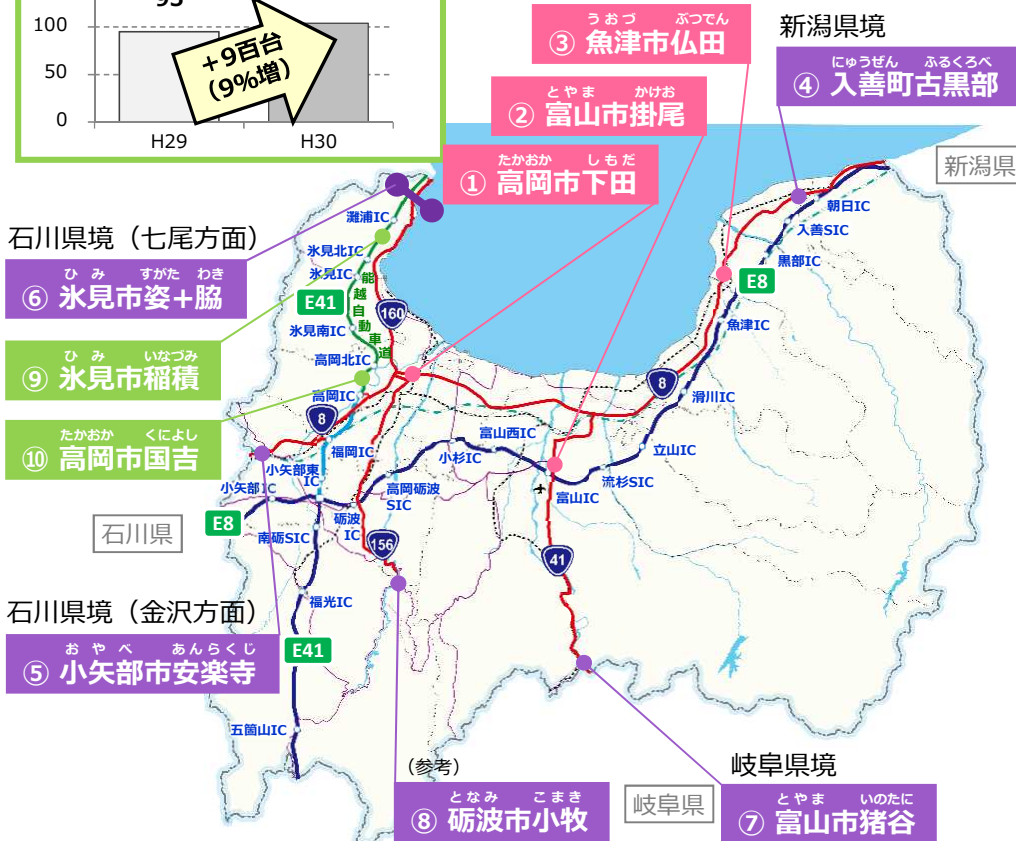 95
100
50
0
+9百台
(9%増)
H29
H30
うおづ ぶつでん
③ 魚津市仏田
新潟県境
にゅうぜん ふるくろべ
④ 入善町古黒部
とやま かけお
② 富山市掛尾
たかおか しもだ
① 高岡市下田
新潟県
石川県境（七尾方面）
ひみ すがた わき
⑥ 氷見市姿+脇
灘浦IC
氷見北IC
氷見IC
E41
能越自動車道
160
氷見南IC
朝日IC
入善SIC
黒部IC
E8
魚津IC
ひみ いなづみ
⑨ 氷見市稲積
高岡北IC
高岡IC
8
8
滑川IC
たかおか くによし
⑩ 高岡市国吉
福岡IC
富山西IC
小杉IC
立山IC
小矢部東
IC
小矢部IC
高岡砺波
SIC
流杉SIC
富山IC
石川県
E8
南砺SIC
砺波
IC
156
41
石川県境（金沢方面）
福光IC
おやべ あんらくじ
⑤ 小矢部市安楽寺
E41
五箇山IC
（参考）
となみ こまき
⑧ 砺波市小牧
岐阜県
岐阜県境
とやま いのたに
⑦ 富山市猪谷